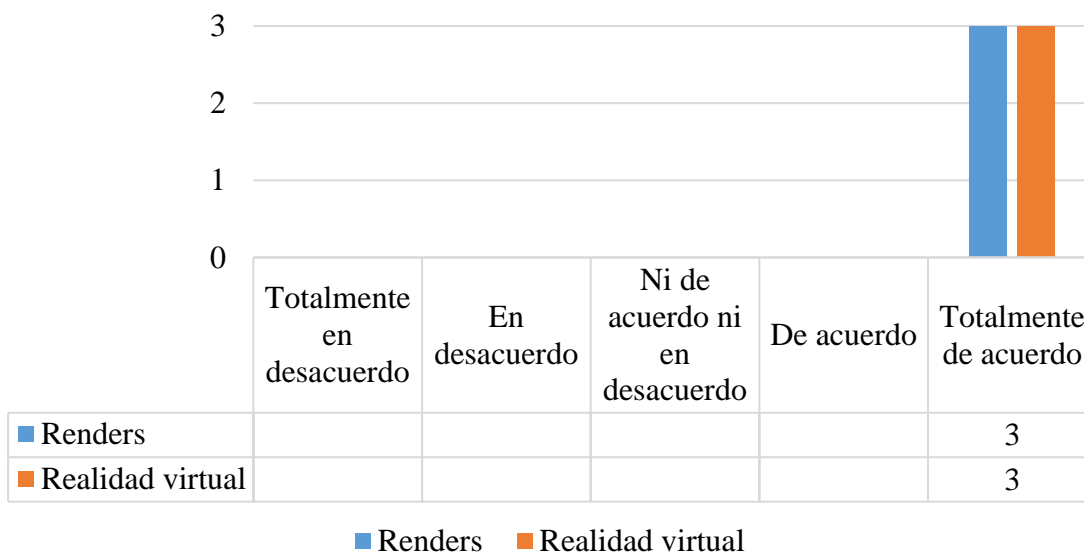 3
2
1
0
Totalmente
en
desacuerdo
En
desacuerdo
Ni de
acuerdo ni
en
desacuerdo
De acuerdo
Totalmente
de acuerdo
Renders 3
Realidad virtual 3
Renders Realidad virtual